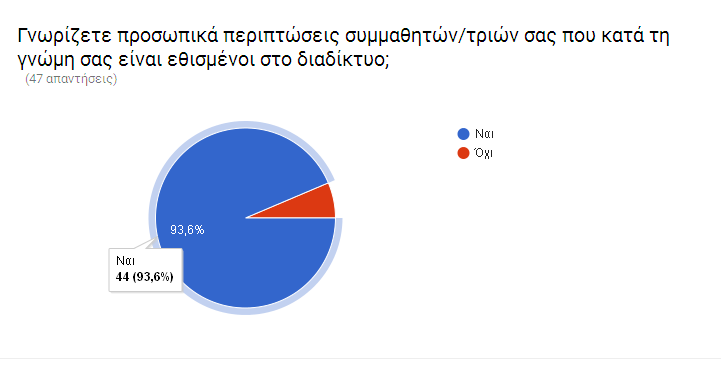 Γνωρίζετε προσωπικά περιπτώσεις συμμαθητών/τριών σας που κατά τη
γνώμη σας είναι εθισμένοι στο διαδίκτυο;
(47 απαντήσεις)
Ναι
Όχι
93,6%
Ναι
44 (93,6%)